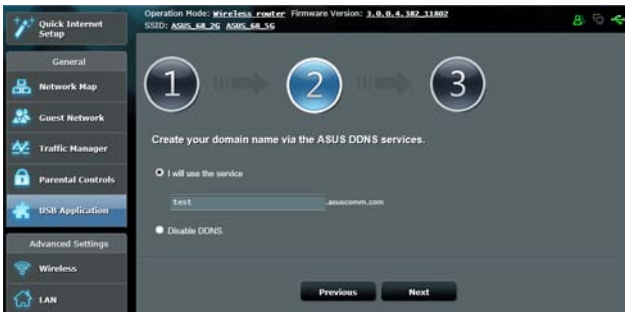 Quick Internet
Setup
Operation Mode: Wireless router Firmware Version: 3.0.0.4.382_11802
SSID: ASUS_68_2G ASUS_68_5G
General
Network Map
Guest Network
Traffic Manager
Parental Controls
USB Application
Advanced Settings
Wireless
LAN
1
2
3
Create your domain name via the ASUS DDNS services.
I will use the service
test .asuscomm.com
Disable DDNS.
Previous Next